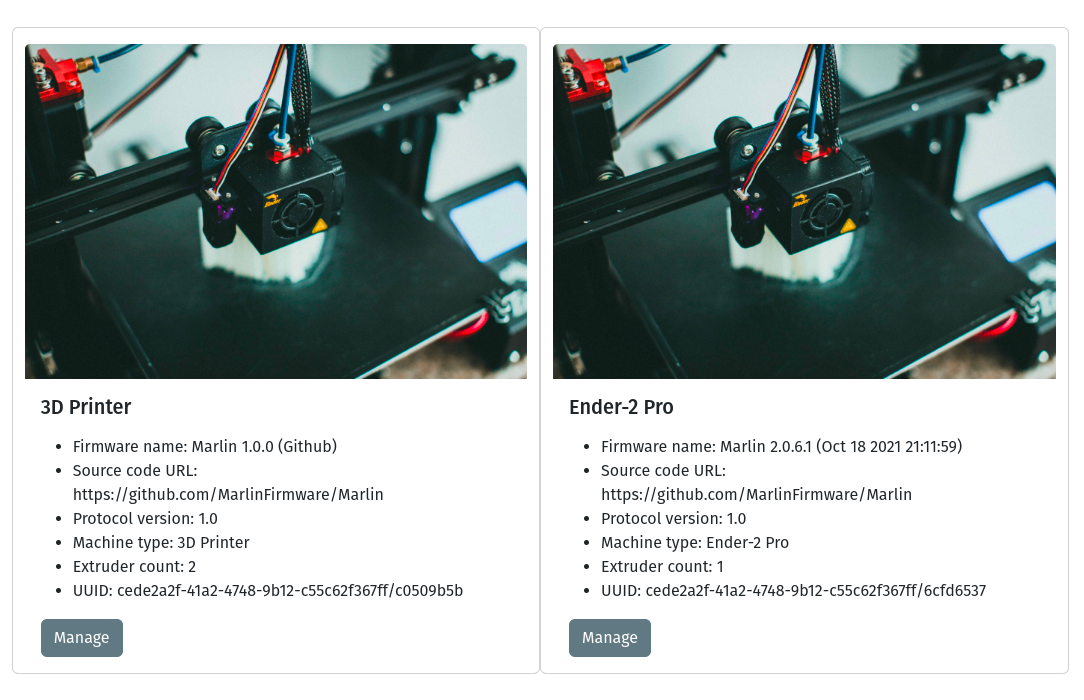 3D Printer
Firmware name: Marlin 1.0.0 (Github)
Source code URL:
https://github.com/MarlinFirmware/Marlin
Protocol version: 1.0
Machine type: 3D Printer
Extruder count: 2
UUID: cede2a2f-41a2-4748-9b12-c55c62f367ff/c0509b5b
Manage
Ender-2 Pro
Firmware name: Marlin 2.0.6.1 (Oct 18 2021 21:11:59)
Source code URL:
https://github.com/MarlinFirmware/Marlin
Protocol version: 1.0
Machine type: Ender-2 Pro
Extruder count: 1
UUID: cede2a2f-41a2-4748-9b12-c55c62f367ff/6cfd6537
Manage